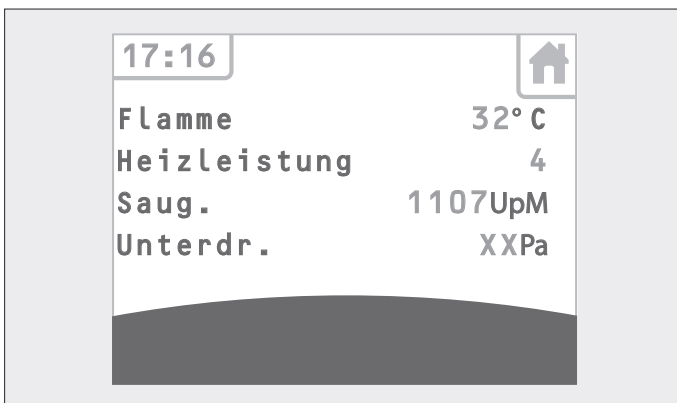 17:16
Flamme 32°C
Heizleistung 4
Saug. 1107UpM
Unterdr. XXPa